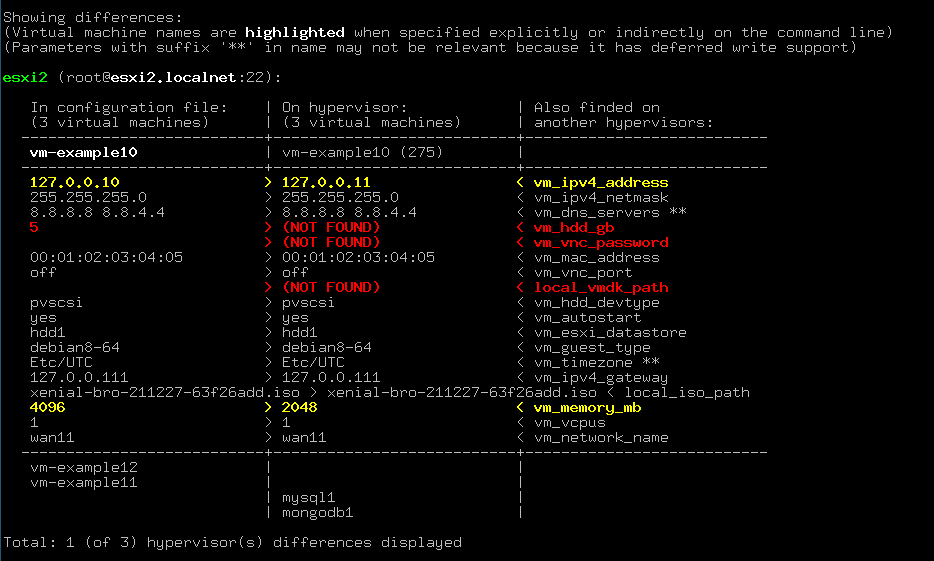 Showing differences:
(Virtual machine names are highlighted when specified explicitly or indirectly on the command line)
(Parameters with suffix '**' in name may not be relevant because it has deferred write support)
esxi2 (root@esxi2.localnet:22):
In configuration file: | On hypervisor: | Also finded on
(3 virtual machines) | (3 virtual machines) | another hypervisors:
---------------------------+----------------------------+---------------------------
vm-example10 | vm-example10 (275) |
---------------------------+----------------------------+---------------------------
127.0.0.10 > 127.0.0.11 < vm_ipv4_address
255.255.255.0 > 255.255.255.0 < vm_ipv4_netmask
8.8.8.8 8.8.4.4 > 8.8.8.8 8.8.4.4 < vm_dns_servers **
5 > (NOT FOUND) < vm_hdd_gb
> (NOT FOUND) < vm_vnc_password
00:01:02:03:04:05 > 00:01:02:03:04:05 < vm_mac_address
off > off < vm_vnc_port
> (NOT FOUND) < local_vmdk_path
pvscsi > pvscsi < vm_hdd_devtype
yes > yes < vm_autostart
hdd1 > hdd1 < vm_esxi_datastore
debian8-64 > debian8-64 < vm_guest_type
Etc/UTC > Etc/UTC < vm_timezone **
127.0.0.111 > 127.0.0.111 < vm_ipv4_gateway
xenial-bro-211227-63f26add.iso > xenial-bro-211227-63f26add.iso < local_iso_path
4096 > 2048 < vm_memory_mb
1 > 1 < vm_vcpus
wan11 > wan11 < vm_network_name
---------------------------+----------------------------+---------------------------
vm-example12 | |
vm-example11 | |
| mysql1 |
| mongodb1 |
Total: 1 (of 3) hypervisor(s) differences displayed